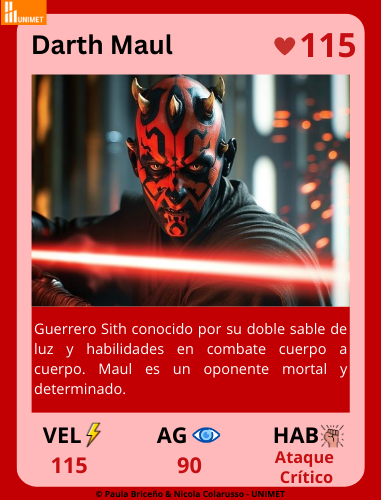 UNIMET
Darth Maul
115
Guerrero Sith conocido por su doble sable de
luz y habilidades en combate cuerpo a
cuerpo. Maul es un oponente mortal y
determinado.
VEL AG HAB
115 90 Ataque
Crítico
© Paula Briceño & Nicola Colarusso - UNIMET